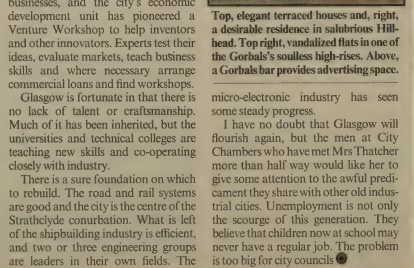 businesses, and the city's economic
development unit has pioneered a
Venture Workshop to help inventors
and other innovators. Experts test their
ideas, evaluate markets, teach business
skills and where necessary arrange
commercial loans and find workshops.
Glasgow is fortunate in that there is
no lack of talent or craftsmanship.
Much of it has been inherited, but the
universities and technical colleges are
teaching new skills and co-operating
closely with industry.
There is a sure foundation on which
to rebuild. The road and rail systems
are good and the city is the centre of the
Strathclyde conurbation. What is left
of the shipbuilding industry is efficient,
and two or three engineering groups
are leaders in their own fields. The
Top, elegant terraced houses and, right,
a desirable residence in salubrious Hill-
head. Top right, vandalized flats in one of
the Gorbal's soulless high-rises. Above,
a Gorbals bar provides advertising space.
micro-electronic industry has seen
some steady progress.
I have no doubt that Glasgow will
flourish again, but the men at City
Chambers who have met Mrs Thatcher
more than half way would like her to
give some attention to the awful predi-
cament they share with other old indus-
trial cities. Unemployment is not only
the scourge of this generation. They
believe that children now at school may
never have a regular job. The problem
is too big for city councils